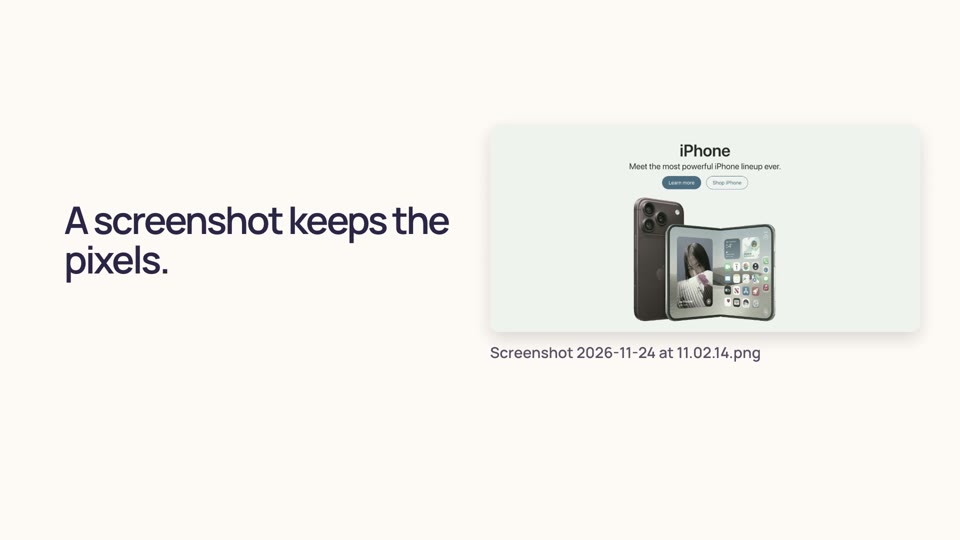 A screenshot keeps the
pixels.
iPhone
Meet the most powerful iPhone lineup ever.
Learn more
Shop iPhone
Screenshot 2026-11-24 at 11.02.14.png